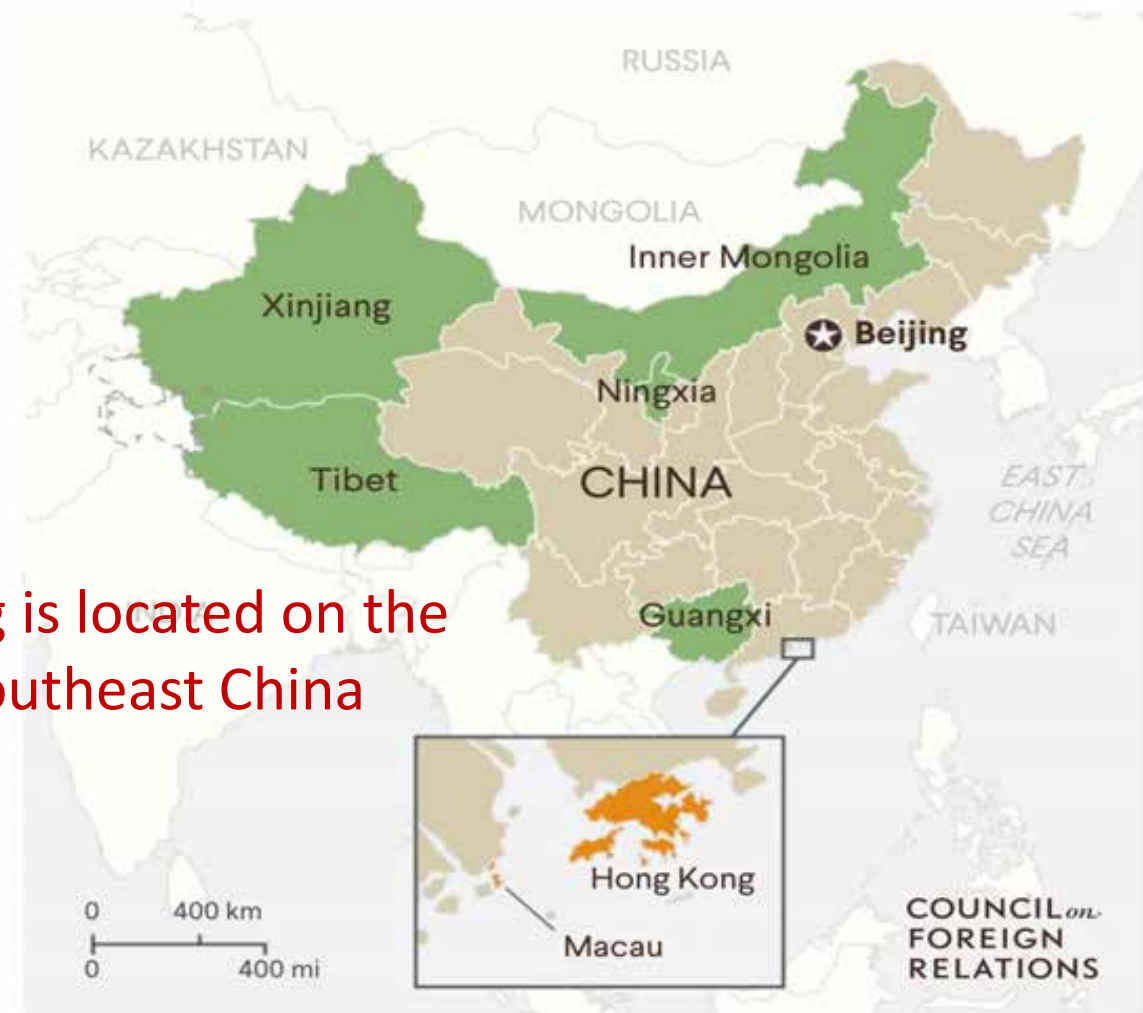 RUSSIA
KAZAKHSTAN
MONGOLIA
Inner Mongolia
Xinjiang
Beijing
Ningxia
Tibet
CHINA
EAST
CHINA
SEA
g is located on the
Guangxi
TAIWAN
outheast China
Hong Kong
Macau
0 400 km
0 400 mi
COUNCIL on
FOREIGN
RELATIONS